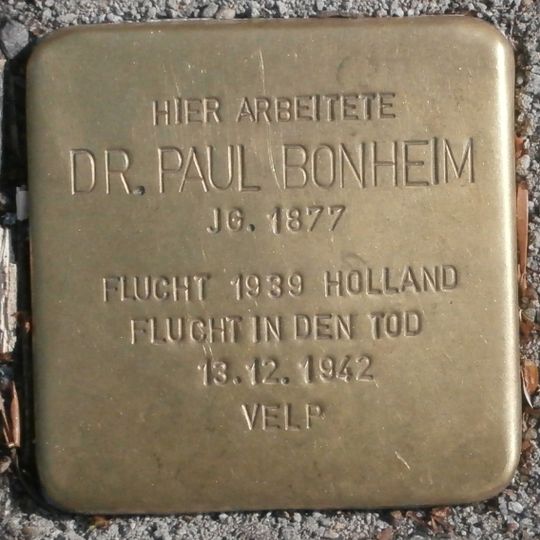 HIER ARBEITETE
DR. PAUL BONHEIM
JG. 1877
FLUCHT 1939 HOLLAND
FLUCHT IN DEN TOD
13.12.1942
VELP